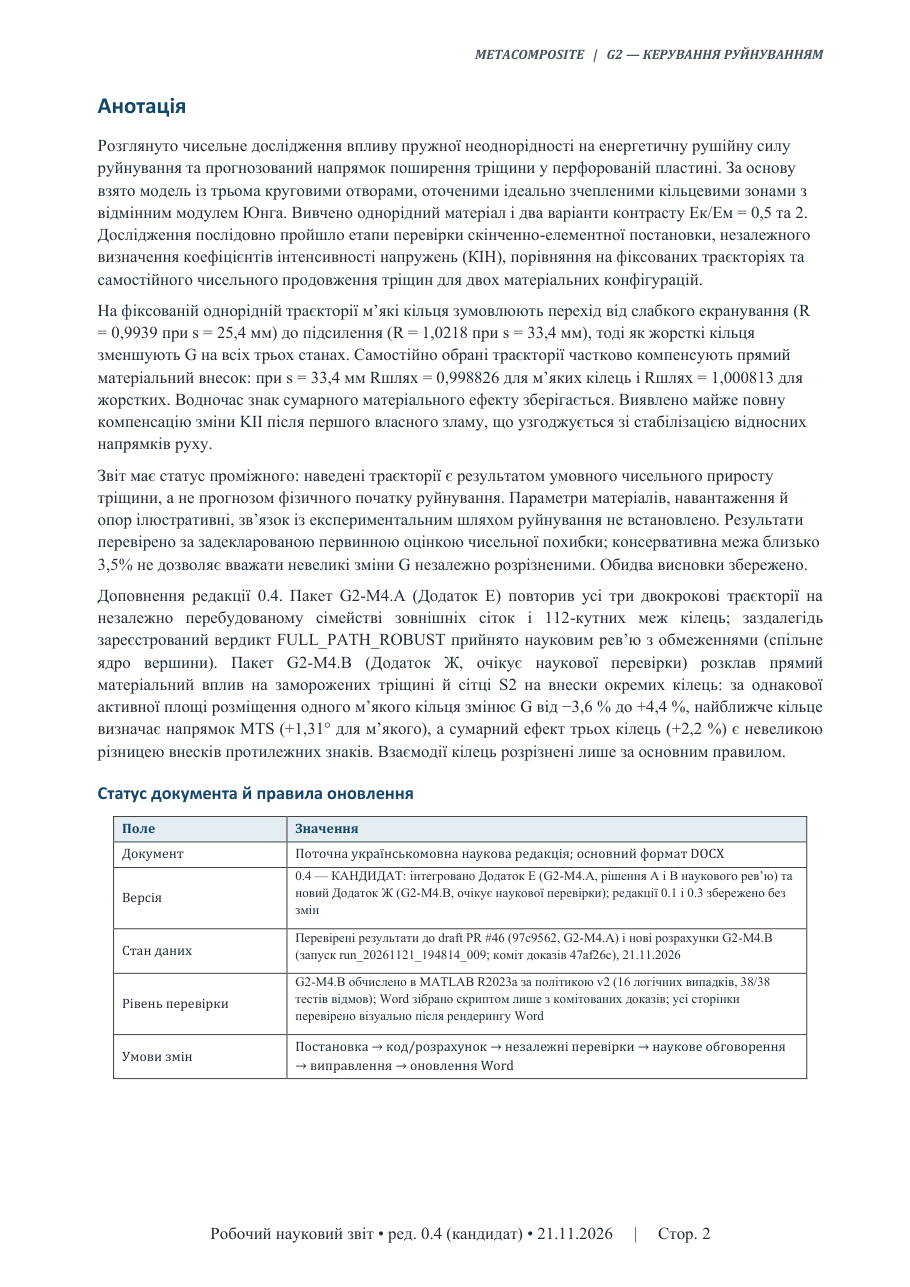 METACOMPOSITE | G2 — КЕРУВАННЯ РУЙНУВАННЯМ
Анотація
Розглянуто чисельне дослідження впливу пружної неоднорідності на енергетичну рушійну силу
руйнування та прогнозований напрямок поширення тріщини у перфорованій пластині. За основу
взято модель із трьома круговими отворами, оточеними ідеально зчепленими кільцевими зонами з
відмінним модулем Юнга. Вивчено однорідний матеріал і два варіанти контрасту Eк/Eм = 0,5 та 2.
Дослідження послідовно пройшло етапи перевірки скінченно-елементної постановки, незалежного
визначення коефіцієнтів інтенсивності напружень (КІН), порівняння на фіксованих траєкторіях та
самостійного чисельного продовження тріщин для двох матеріальних конфігурацій.
На фіксованій однорідній траєкторії м’які кільця зумовлюють перехід від слабкого екранування (R
= 0,9939 при s = 25,4 мм) до підсилення (R = 1,0218 при s = 33,4 мм), тоді як жорсткі кільця
зменшують G на всіх трьох станах. Самостійно обрані траєкторії частково компенсують прямий
матеріальний внесок: при s = 33,4 мм Rшлях = 0,998826 для м’яких кілець і Rшлях = 1,000813 для
жорстких. Водночас знак сумарного матеріального ефекту зберігається. Виявлено майже повну
компенсацію зміни KII після першого власного зламу, що узгоджується зі стабілізацією відносних
напрямків руху.
Звіт має статус проміжного: наведені траєкторії є результатом умовного чисельного приросту
тріщини, а не прогнозом фізичного початку руйнування. Параметри матеріалів, навантаження й
опор ілюстративні, зв’язок із експериментальним шляхом руйнування не встановлено. Результати
перевірено за задекларованою первинною оцінкою чисельної похибки; консервативна межа близько
3,5% не дозволяє вважати невеликі зміни G незалежно розрізненими. Обидва висновки збережено.
Доповнення редакції 0.4. Пакет G2-M4.A (Додаток Е) повторив усі три двокрокові траєкторії на
незалежно перебудованому сімействі зовнішніх сіток і 112-кутних меж кілець; заздалегідь
зареєстрований вердикт FULL_PATH_ROBUST прийнято науковим рев’ю з обмеженнями (спільне
ядро вершини). Пакет G2-M4.B (Додаток Ж, очікує наукової перевірки) розклав прямий
матеріальний вплив на заморожених тріщині й сітці S2 на внески окремих кілець: за однакової
активної площі розміщення одного м’якого кільця змінює G від −3,6 % до +4,4 %, найближче кільце
визначає напрямок MTS (+1,31° для м’якого), а сумарний ефект трьох кілець (+2,2 %) є невеликою
різницею внесків протилежних знаків. Взаємодії кілець розрізнені лише за основним правилом.
Статус документа й правила оновлення
Поле Значення
Документ Поточна українськомовна наукова редакція; основний формат DOCX
Версія 0.4 — КАНДИДАТ: інтегровано Додаток Е (G2-M4.A, рішення A і B наукового рев’ю) та
новий Додаток Ж (G2-M4.B, очікує наукової перевірки); редакції 0.1 і 0.3 збережено без
змін
Стан даних Перевірені результати до draft PR #46 (97c9562, G2-M4.A) і нові розрахунки G2-M4.B
(запуск run_20261121_194814_009; коміт доказів 47af26c), 21.11.2026
Рівень перевірки G2-M4.B обчислено в MATLAB R2023a за політикою v2 (16 логічних випадків, 38/38
тестів відмов); Word зібрано скриптом лише з комітованих доказів; усі сторінки
перевірено візуально після рендерингу Word
Умови змін Постановка → код/розрахунок → незалежні перевірки → наукове обговорення
→ виправлення → оновлення Word
Робочий науковий звіт • ред. 0.4 (кандидат) • 21.11.2026 | Стор. 2